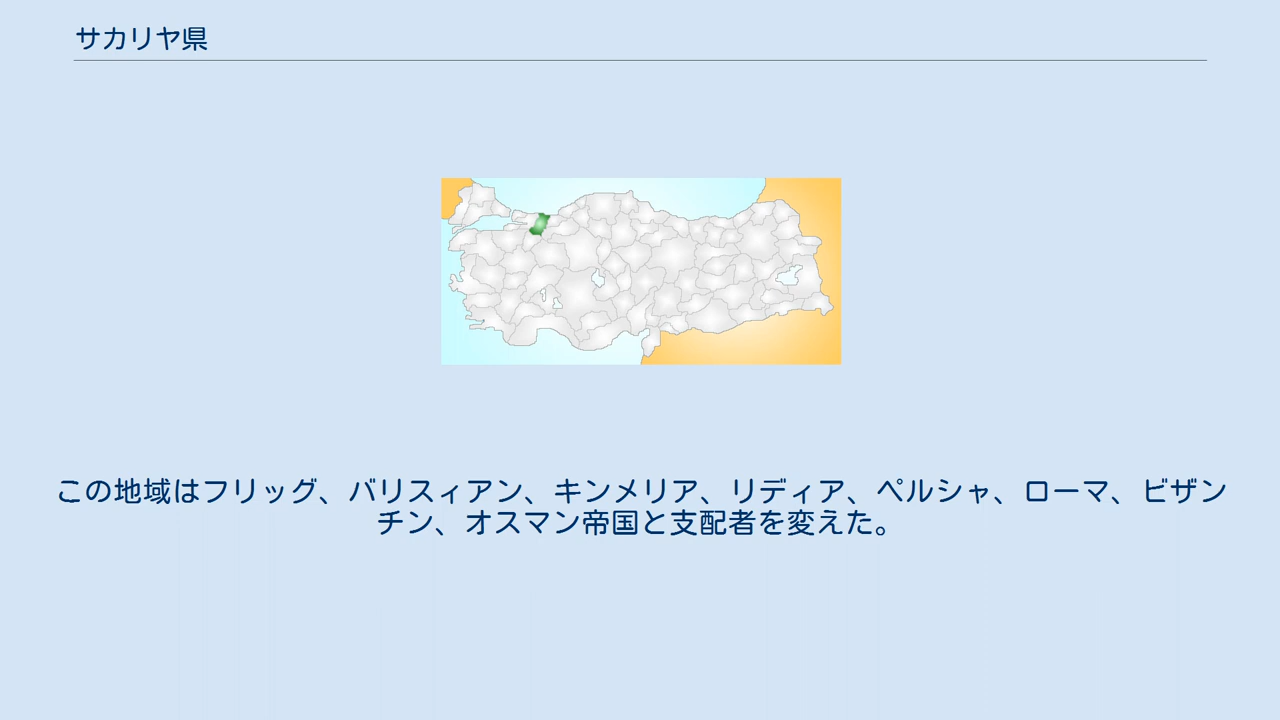 サカリヤ県
この地域はフリッグ、バリスィアン、キンメリア、リディア、ペルシャ、ローマ、ビザン
チン、オスマン帝国と支配者を変えた。